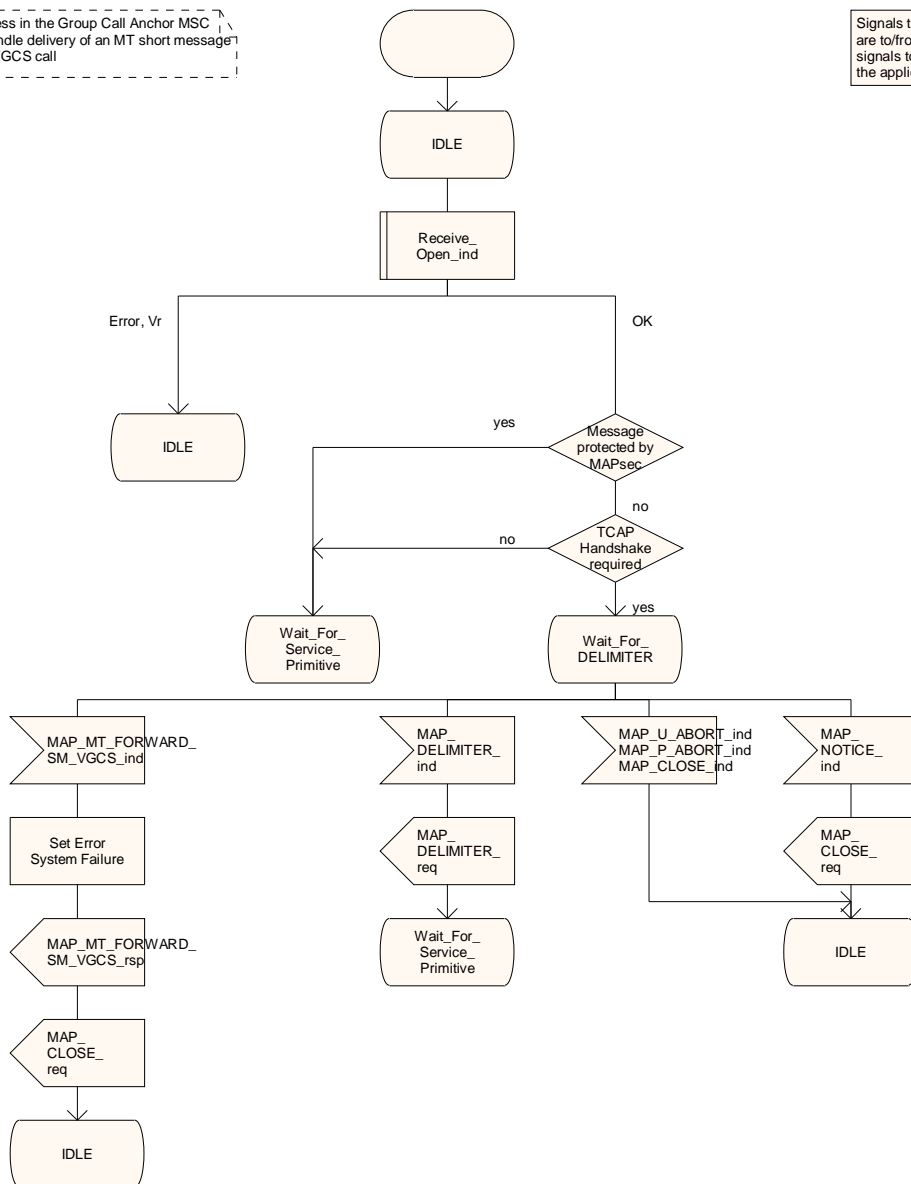 ess in the Group Call Anchor MSC
ndle delivery of an MT short message
GCS call
Signals t
are to/fro
signals to
the applic
IDLE
Receive_
Open_ind
Error, Vr
OK
IDLE
yes
Message
protected by
MAPsec
no
no
TCAP
Handshake
required
yes
Wait_For_
Service_
Primitive
Wait_For_
DELIMITER
MAP_MT_FORWARD_
SM_VGCS_ind
MAP_
DELIMITER_
ind
MAP_U_ABORT_ind
MAP_P_ABORT_ind
MAP_CLOSE_ind
MAP_
NOTICE_
ind
Set Error
System Failure
MAP_
DELIMITER_
req
MAP_
CLOSE_
req
MAP_MT_FORWARD_
SM_VGCS_rsp
Wait_For_
Service_
Primitive
IDLE
MAP_
CLOSE_
req
IDLE